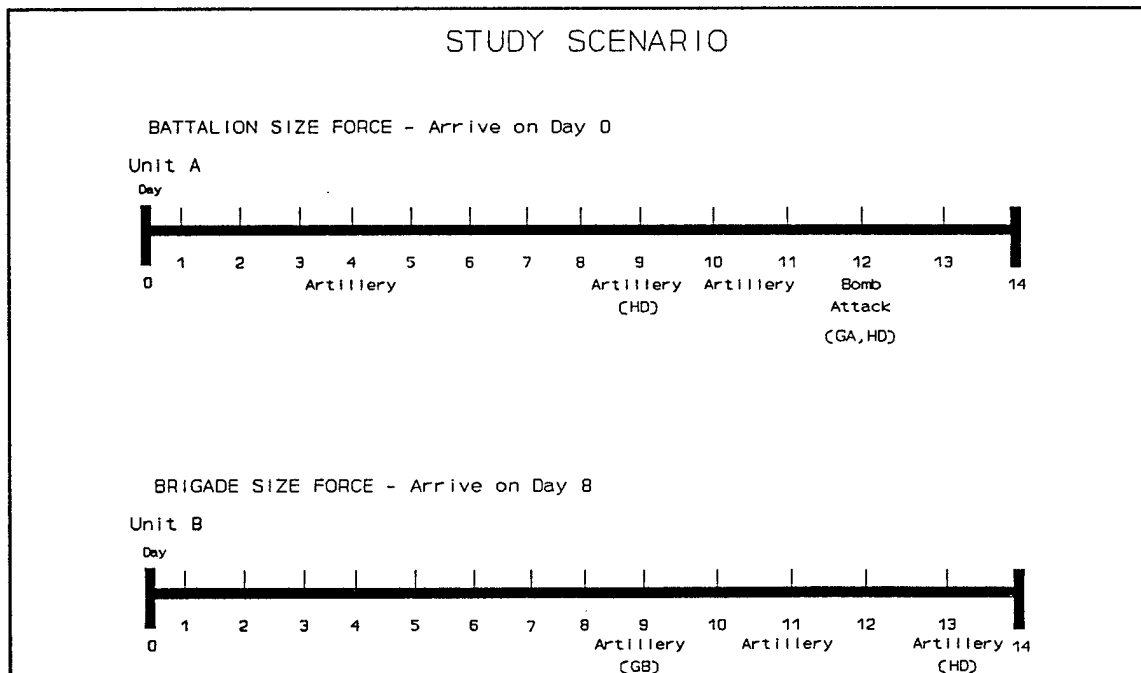 STUDY SCENARIO
BATTALION SIZE FORCE - Arrive on Day 0
Unit A
Day
1 2 3 4 5 6 7 8 9 10 11 12 13
0 Artillery Artillery Artillery Bomb 14
(HD) Attack
(GA,HD)
BRIGADE SIZE FORCE - Arrive on Day 8
Unit B
Day
1 2 3 4 5 6 7 8 9 10 11 12 13
0 Artillery Artillery Artillery 14
(GB) (HD)